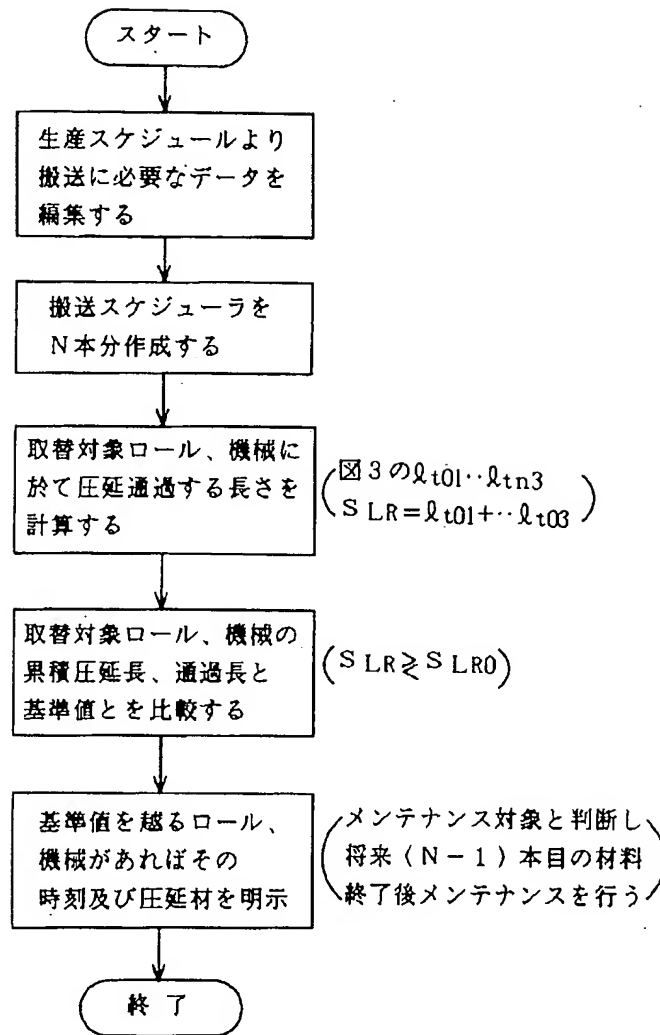 スタート
生産スケジュールより
搬送に必要なデータを
編集する
搬送スケジューラを
N本分作成する
取替対象ロール、機械に
於て圧延通過する長さを
計算する
図3のℓt01‥ℓtn3
SLR=ℓt01+‥ℓt03
取替対象ロール、機械の
累積圧延長、通過長と
基準値とを比較する
(SLR≷SLR0)
基準値を越るロール、
機械があればその
時刻及び圧延材を明示
メンテナンス対象と判断し
将来(N-1)本目の材料
終了後メンテナンスを行う
終了